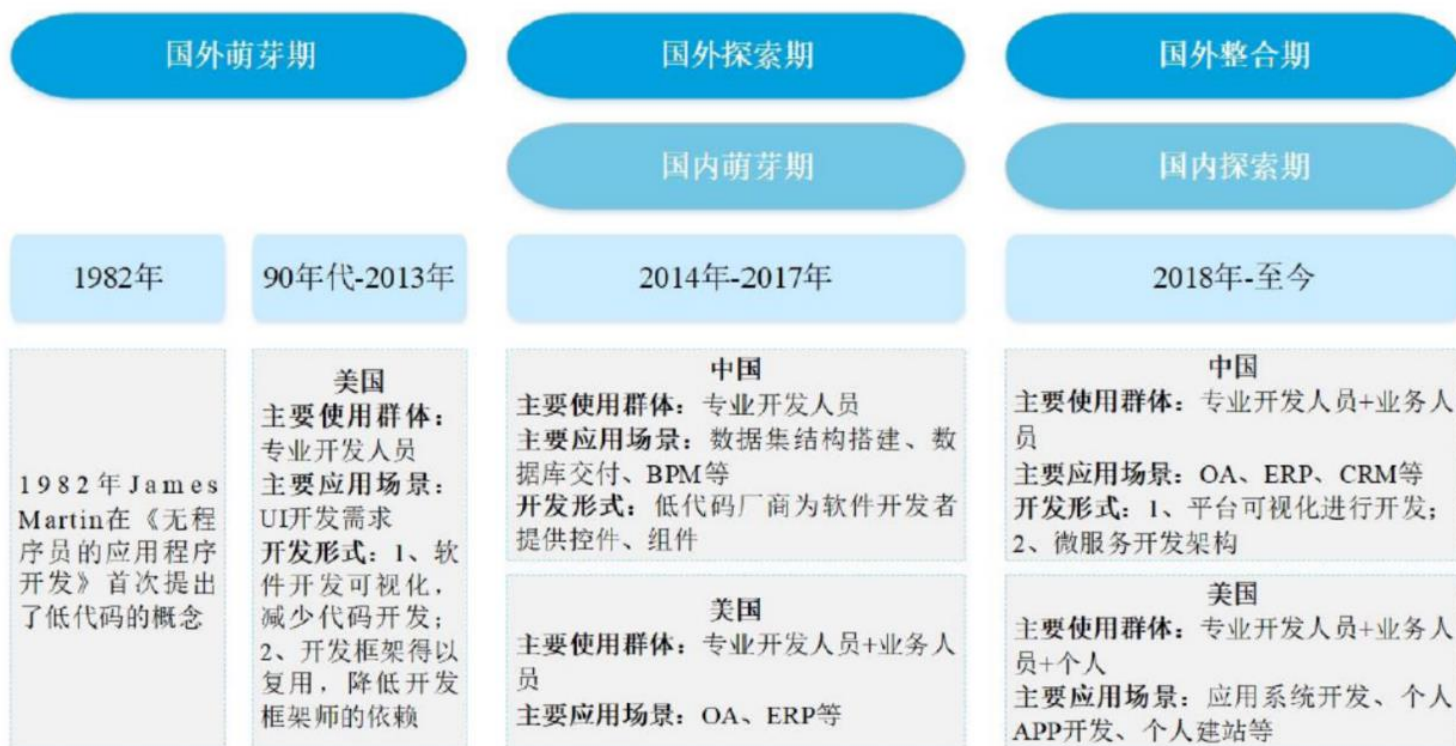 国外萌芽期
国外探索期
国外整合期
国内萌芽期
国内探索期
1982年
90年代-2013年
2014年-2017年
2018年-至今
1982年James
Martin在《无程
序员的应用程序
开发》首次提出
了低代码的概念
美国
主要使用群体：
专业开发人员
主要应用场景：
UI开发需求
开发形式：1、软
件开发可视化，
减少代码开发；
2、开发框架得以
复用，降低开发
框架师的依赖
中国
主要使用群体：专业开发人员
主要应用场景：数据集结构搭建、数
据库交付、BPM等
开发形式：低代码厂商为软件开发者
提供控件、组件
美国
主要使用群体：专业开发人员+业务人
员
主要应用场景：OA、ERP等
中国
主要使用群体：专业开发人员+业务人
员
主要应用场景：OA、ERP、CRM等
开发形式：1、平台可视化进行开发；
2、微服务开发架构
美国
主要使用群体：专业开发人员+业务人
员+个人
主要应用场景：应用系统开发、个人
APP开发、个人建站等